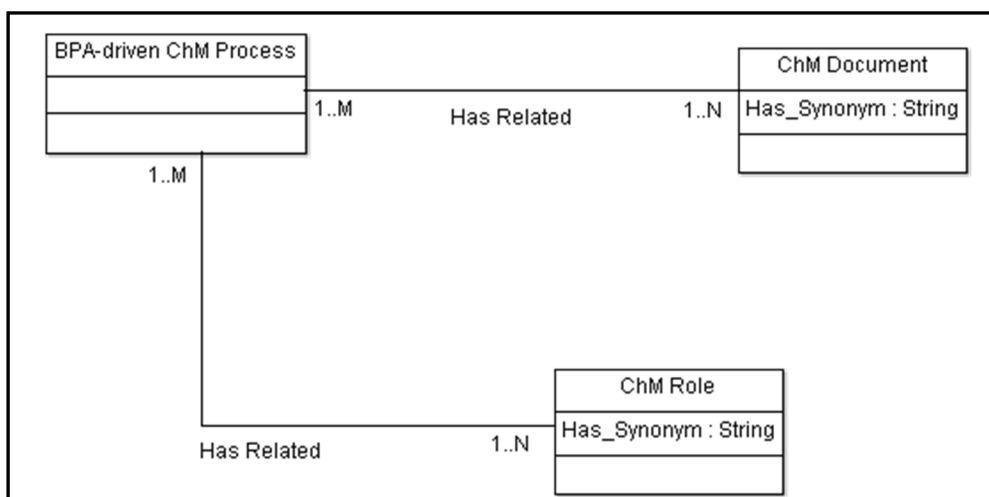 BPA-driven ChM Process
ChM Document
Has_Synonym : String
1..M
Has Related
1..N
1..M
ChM Role
Has_Synonym : String
Has Related
1..N